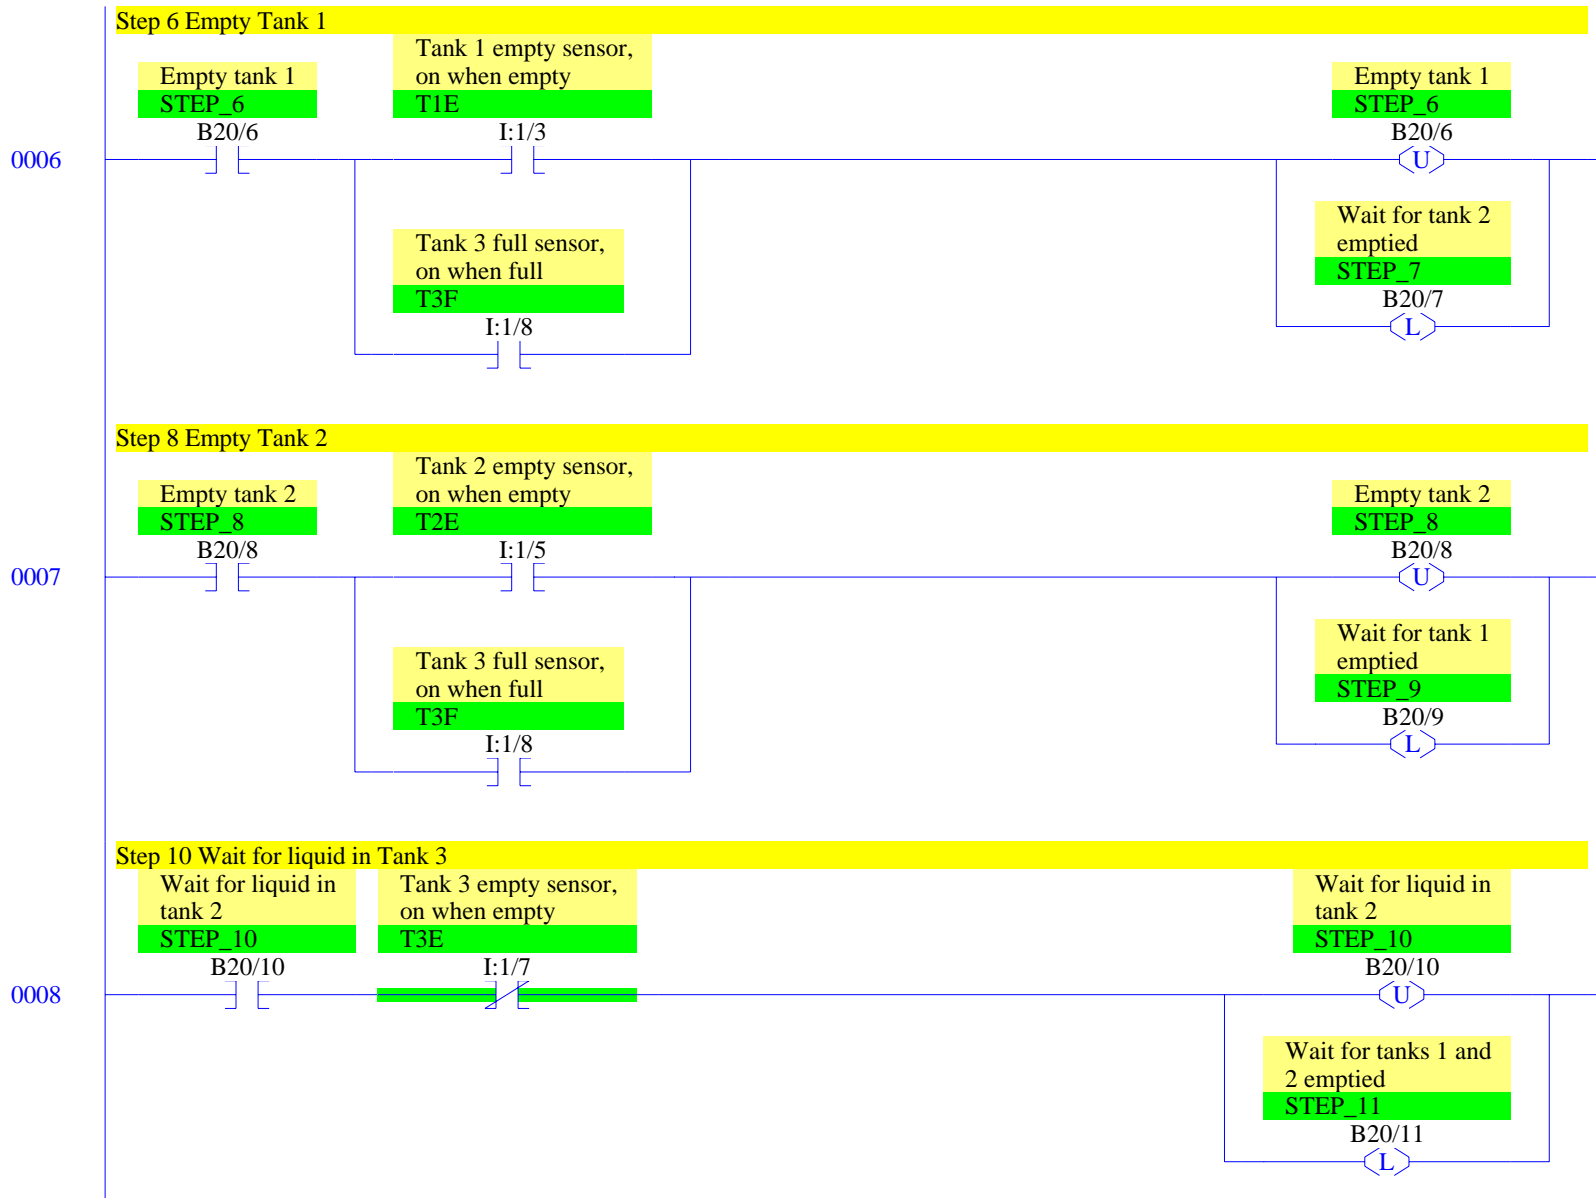 Step 6 Empty Tank 1
Tank 1 empty sensor,
on when empty
T1E
I:1/3
Empty tank 1
STEP_6
B20/6
Empty tank 1
STEP_6
B20/6
U
0006
Tank 3 full sensor,
on when full
T3F
I:1/8
Wait for tank 2
emptied
STEP_7
B20/7
L
Step 8 Empty Tank 2
Tank 2 empty sensor,
on when empty
T2E
I:1/5
Empty tank 2
STEP_8
B20/8
Empty tank 2
STEP_8
B20/8
U
0007
Tank 3 full sensor,
on when full
T3F
I:1/8
Wait for tank 1
emptied
STEP_9
B20/9
L
Step 10 Wait for liquid in Tank 3
Wait for liquid in
tank 2
STEP_10
B20/10
Tank 3 empty sensor,
on when empty
T3E
I:1/7
Wait for liquid in
tank 2
STEP_10
B20/10
U
0008
Wait for tanks 1 and
2 emptied
STEP_11
B20/11
L